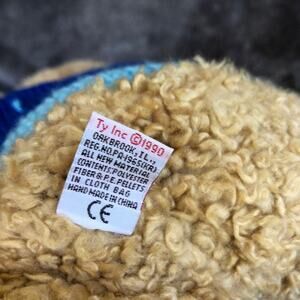 Ty Inc ©1990
OAKBROOK, IL.,
REG.NO.PA-1965(KR).
ALL NEW MATERIAL
CONTENTS:POLYESTER
FIBER & P.E. PELLETS
IN CLOTH BAG
HAND MADE IN CHINA
CE